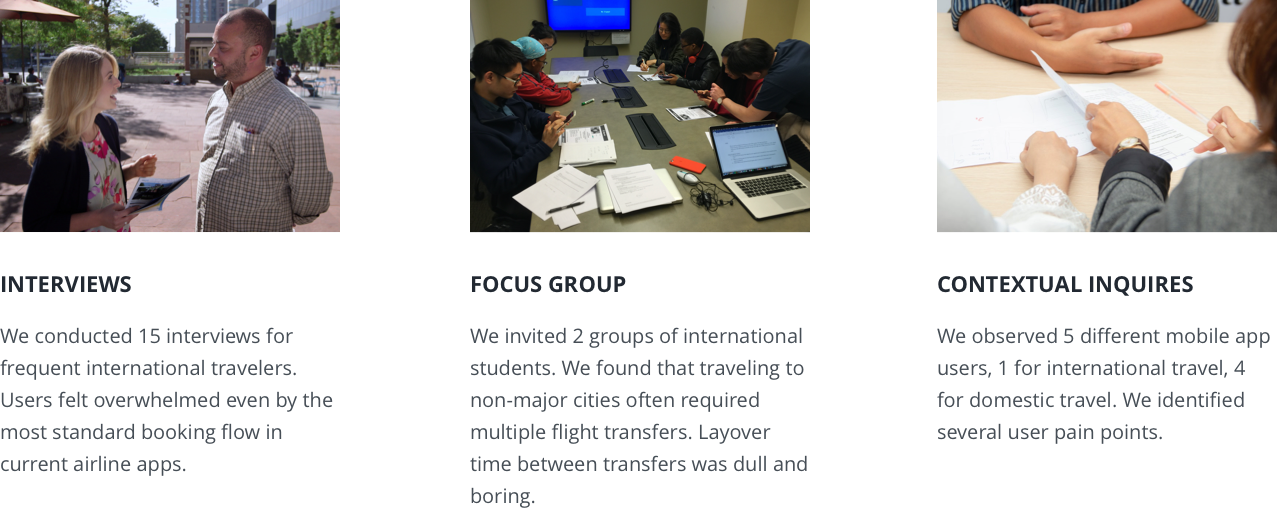 INTERVIEWS
We conducted 15 interviews for
frequent international travelers.
Users felt overwhelmed even by the
most standard booking flow in
current airline apps.
FOCUS GROUP
We invited 2 groups of international
students. We found that traveling to
non-major cities often required
multiple flight transfers. Layover
time between transfers was dull and
boring.
CONTEXTUAL INQUIRES
We observed 5 different mobile app
users, 1 for international travel, 4
for domestic travel. We identified
several user pain points.